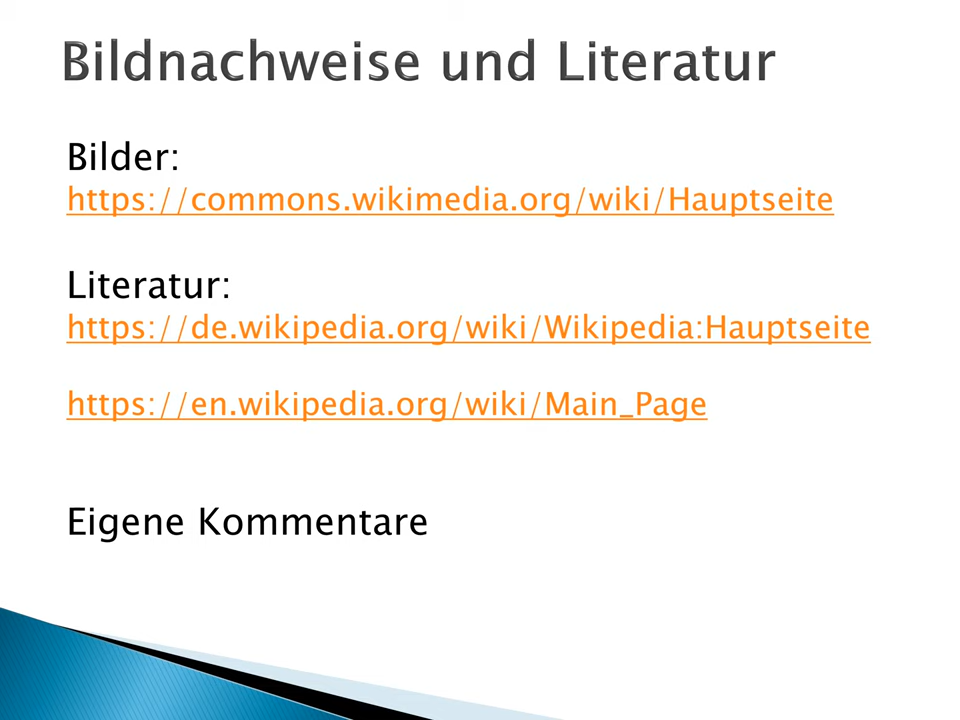 Bildnachweise und Literatur
Bilder:
https://commons.wikimedia.org/wiki/Hauptseite
Literatur:
https://de.wikipedia.org/wiki/Wikipedia:Hauptseite
https://en.wikipedia.org/wiki/Main_Page
Eigene Kommentare